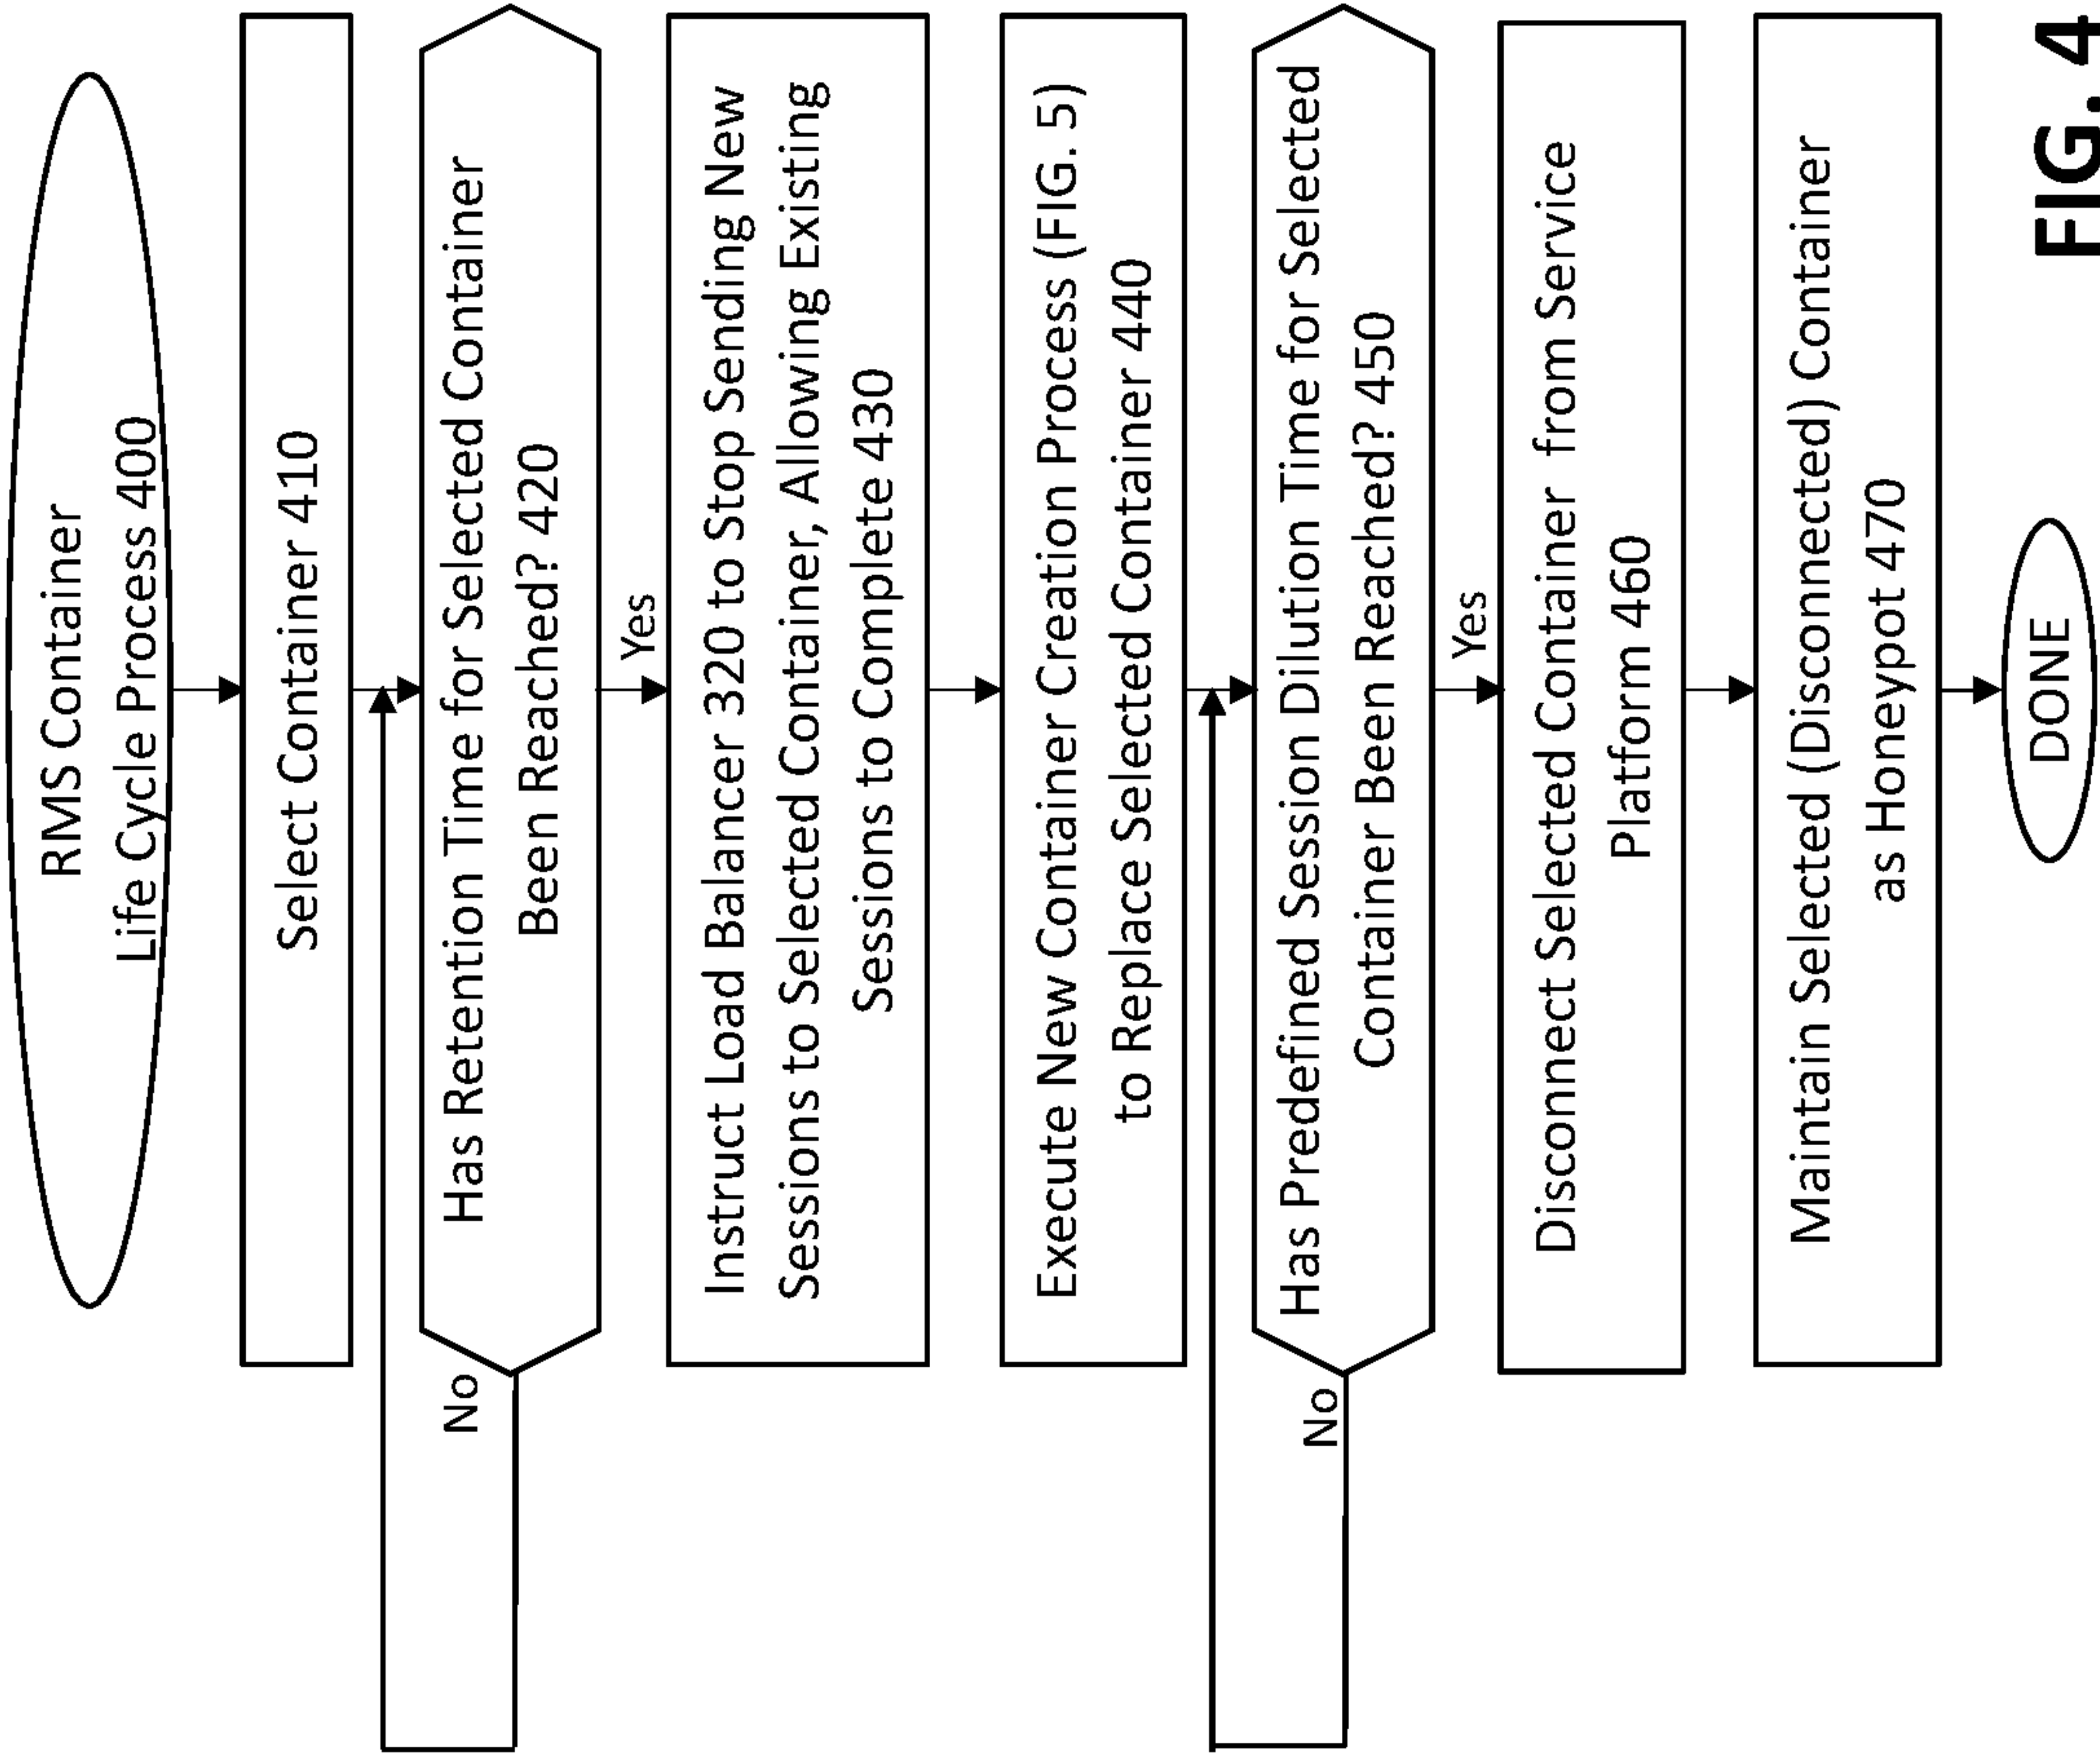 RMS Container
Life Cycle Process 400
Select Container 410
Has Retention Time for Selected Container
Been Reached? 420
No
Yes
Instruct Load Balancer 320 to Stop Sending New
Sessions to Selected Container, Allowing Existing
Sessions to Complete 430
Execute New Container Creation Process (FIG. 5)
to Replace Selected Container 440
Has Predefined Session Dilution Time for Selected
Container Been Reached? 450
No
Yes
Disconnect Selected Container from Service
Platform 460
Maintain Selected (Disconnected) Container
as Honeypot 470
DONE
FIG. 4